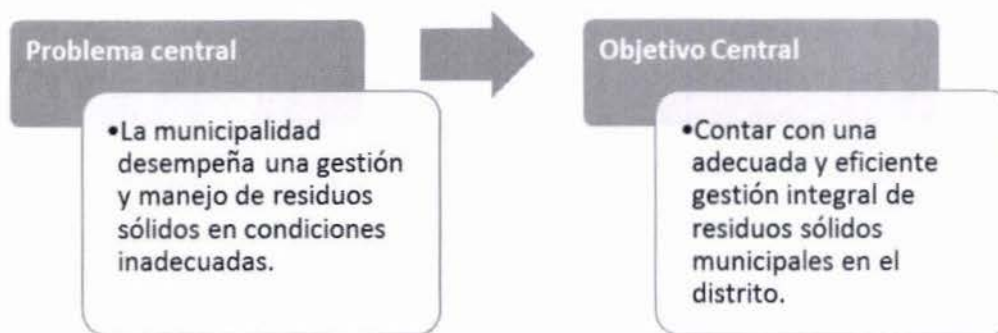 Problema central
•La municipalidad
desempeña una gestión
y manejo de residuos
sólidos en condiciones
inadecuadas.
Objetivo Central
•Contar con una
adecuada y eficiente
gestión integral de
residuos sólidos
municipales en el
distrito.